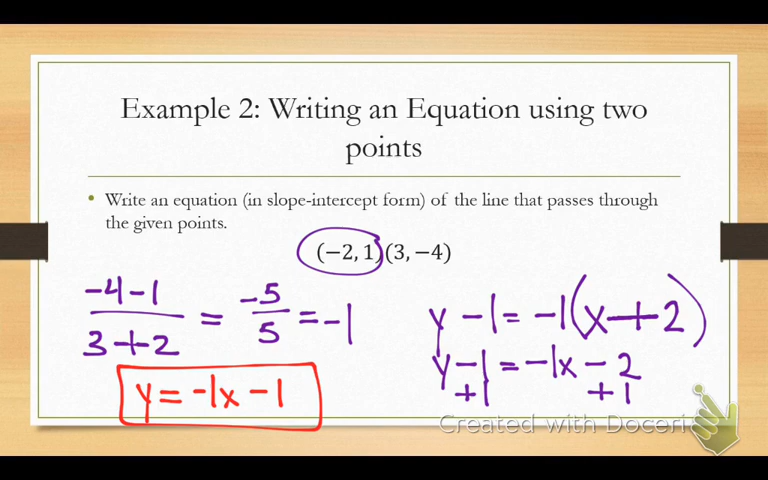 Example 2: Writing an Equation using two
points
• Write an equation (in slope-intercept form) of the line that passes through
the given points.
(−2, 1)(3, −4)
-4-1
3+2
= -5
5
= -1
y = -1x - 1
y - 1 = -1(x + 2)
y - 1 = -1x - 2
+1 +1
Created with Doceri